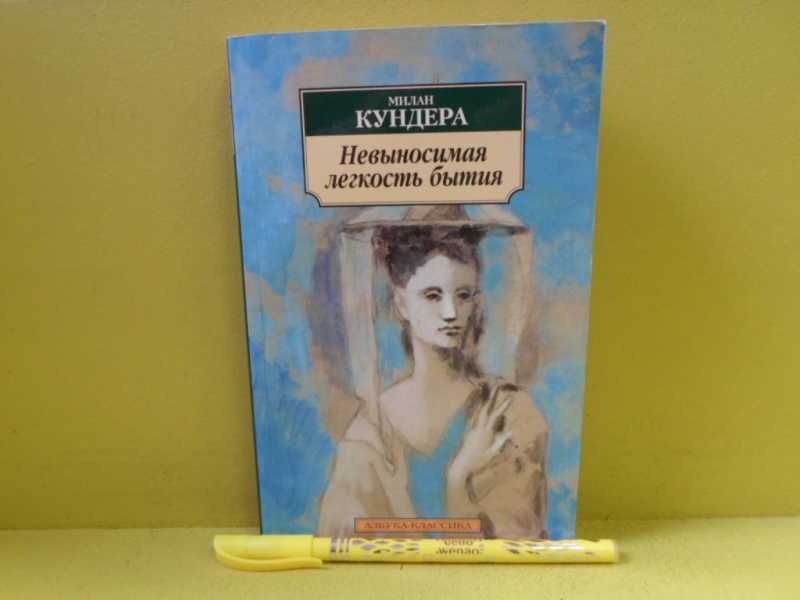 МИЛАН
КУНДЕРА
Невыносимая
легкость бытия
АЗБУКА-КЛАССИКА